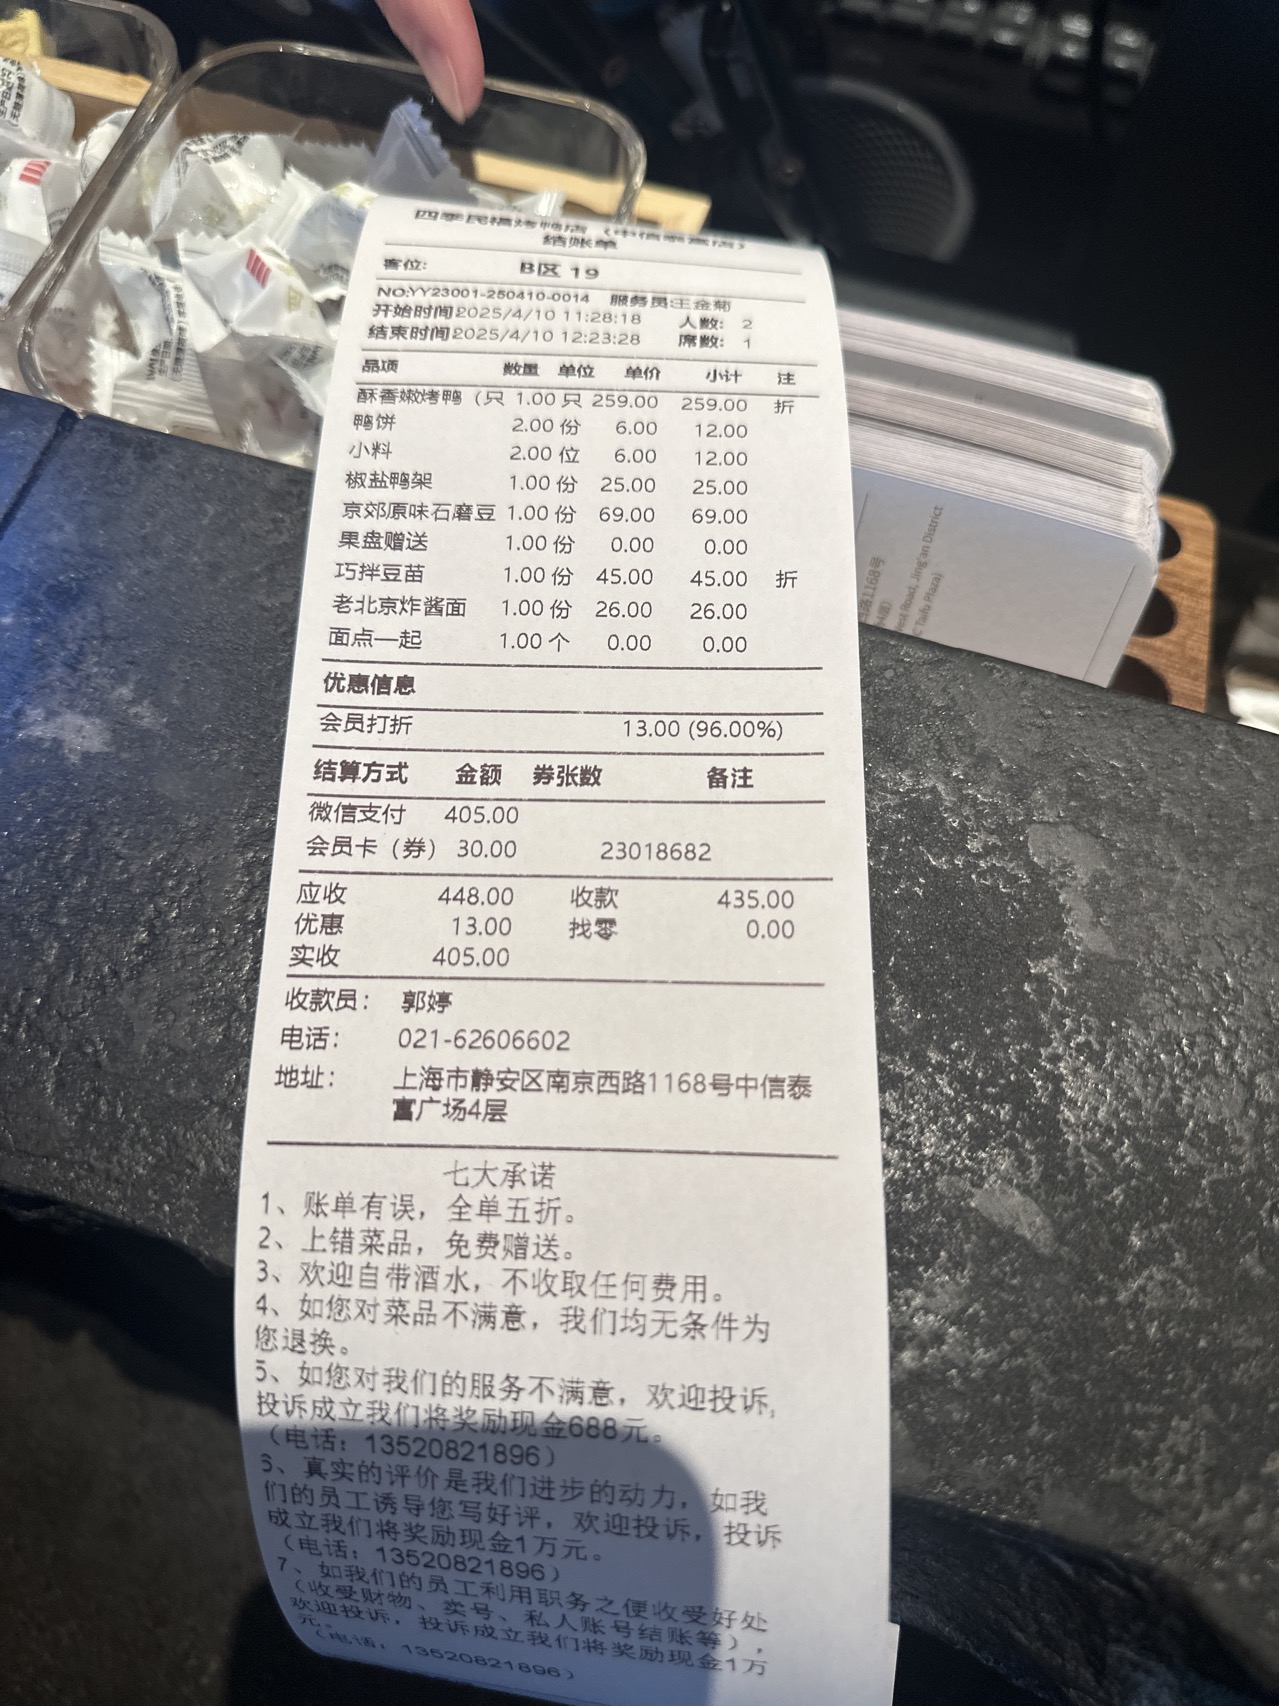 四季民福烤鸭店（中信泰富店）
结账单
客位： B区 19
NO:YY23001-250410-0014 服务员:王金菊
开始时间:2025/4/10 11:28:18 人数： 2
结束时间:2025/4/10 12:23:28 席数： 1
品项 数量 单位 单价 小计 注
酥香嫩烤鸭（只 1.00 只 259.00 259.00 折
鸭饼 2.00 份 6.00 12.00
小料 2.00 位 6.00 12.00
椒盐鸭架 1.00 份 25.00 25.00
京郊原味石磨豆 1.00 份 69.00 69.00
果盘赠送 1.00 份 0.00 0.00
巧拌豆苗 1.00 份 45.00 45.00 折
老北京炸酱面 1.00 份 26.00 26.00
面点一起 1.00 个 0.00 0.00
优惠信息
会员打折 13.00 (96.00%)
结算方式 金额 券张数 备注
微信支付 405.00
会员卡（券） 30.00 23018682
应收 448.00 收款 435.00
优惠 13.00 找零 0.00
实收 405.00
收款员： 郭婷
电话： 021-62606602
地址： 上海市静安区南京西路1168号中信泰
富广场4层
七大承诺
1、账单有误，全单五折。
2、上错菜品，免费赠送。
3、欢迎自带酒水，不收取任何费用。
4、如您对菜品不满意，我们均无条件为
您退换。
5、如您对我们的服务不满意，欢迎投诉，
投诉成立我们将奖励现金688元。
（电话：13520821896）
6、真实的评价是我们进步的动力，如我
们的员工诱导您写好评，欢迎投诉，投诉
成立我们将奖励现金1万元。
（电话：13520821896）
7、如我们的员工利用职务之便收受好处
（收受财物、卖号、私人账号结账等），
欢迎投诉，投诉成立我们将奖励现金1万
元。
（电话：13520821896）
路1168号
west Road, Jing'an District
C Taifu Plaza)